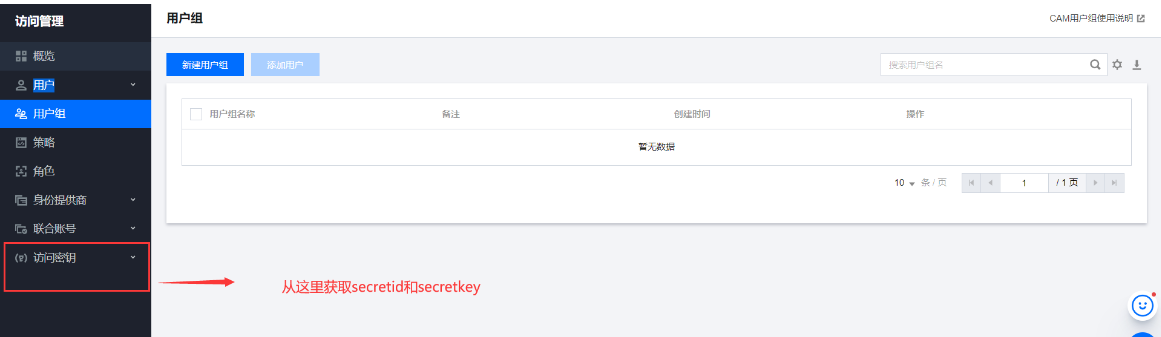 访问管理
用户组
CAM用户组使用说明
概览
用户
用户组
策略
角色
身份提供商
联合账号
访问密钥
新建用户组
添加用户
搜索用户组名
用户组名称
备注
创建时间
操作
暂无数据
10 条 / 页
1
/ 1 页
从这里获取secretid和secretkey